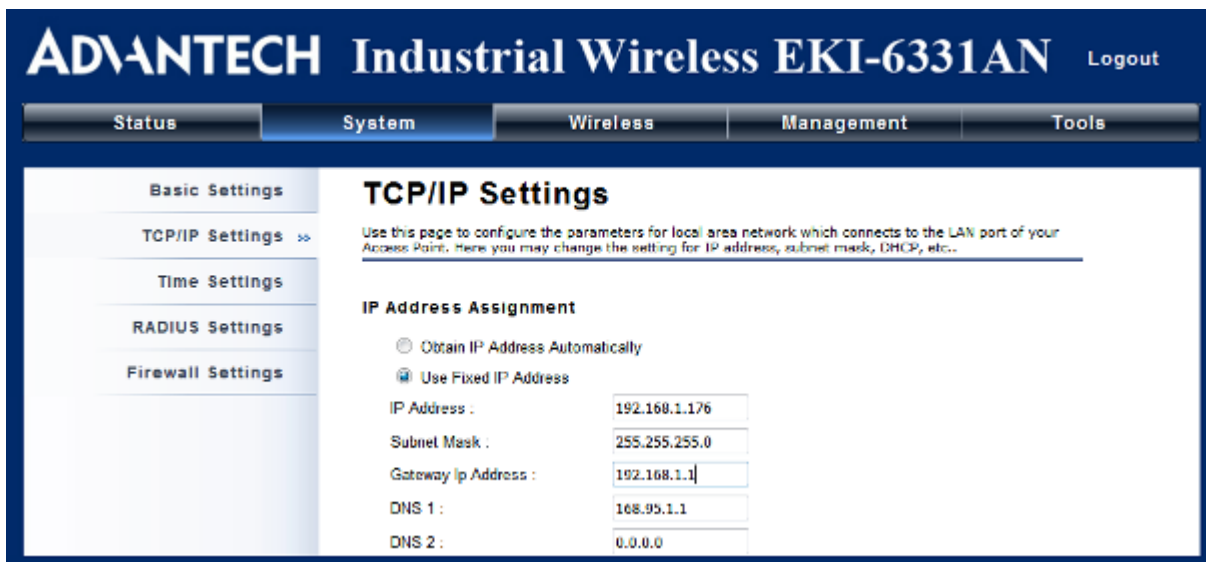 ADVANTECH Industrial Wireless EKI-6331AN Logout
Status System Wireless Management Tools
Basic Settings
TCP/IP Settings »
Time Settings
RADIUS Settings
Firewall Settings
TCP/IP Settings
Use this page to configure the parameters for local area network which connects to the LAN port of your
Access Point. Here you may change the setting for IP address, subnet mask, DHCP, etc..
IP Address Assignment
Obtain IP Address Automatically
Use Fixed IP Address
IP Address : 192.168.1.176
Subnet Mask : 255.255.255.0
Gateway Ip Address : 192.168.1.1
DNS 1 : 168.95.1.1
DNS 2 : 0.0.0.0